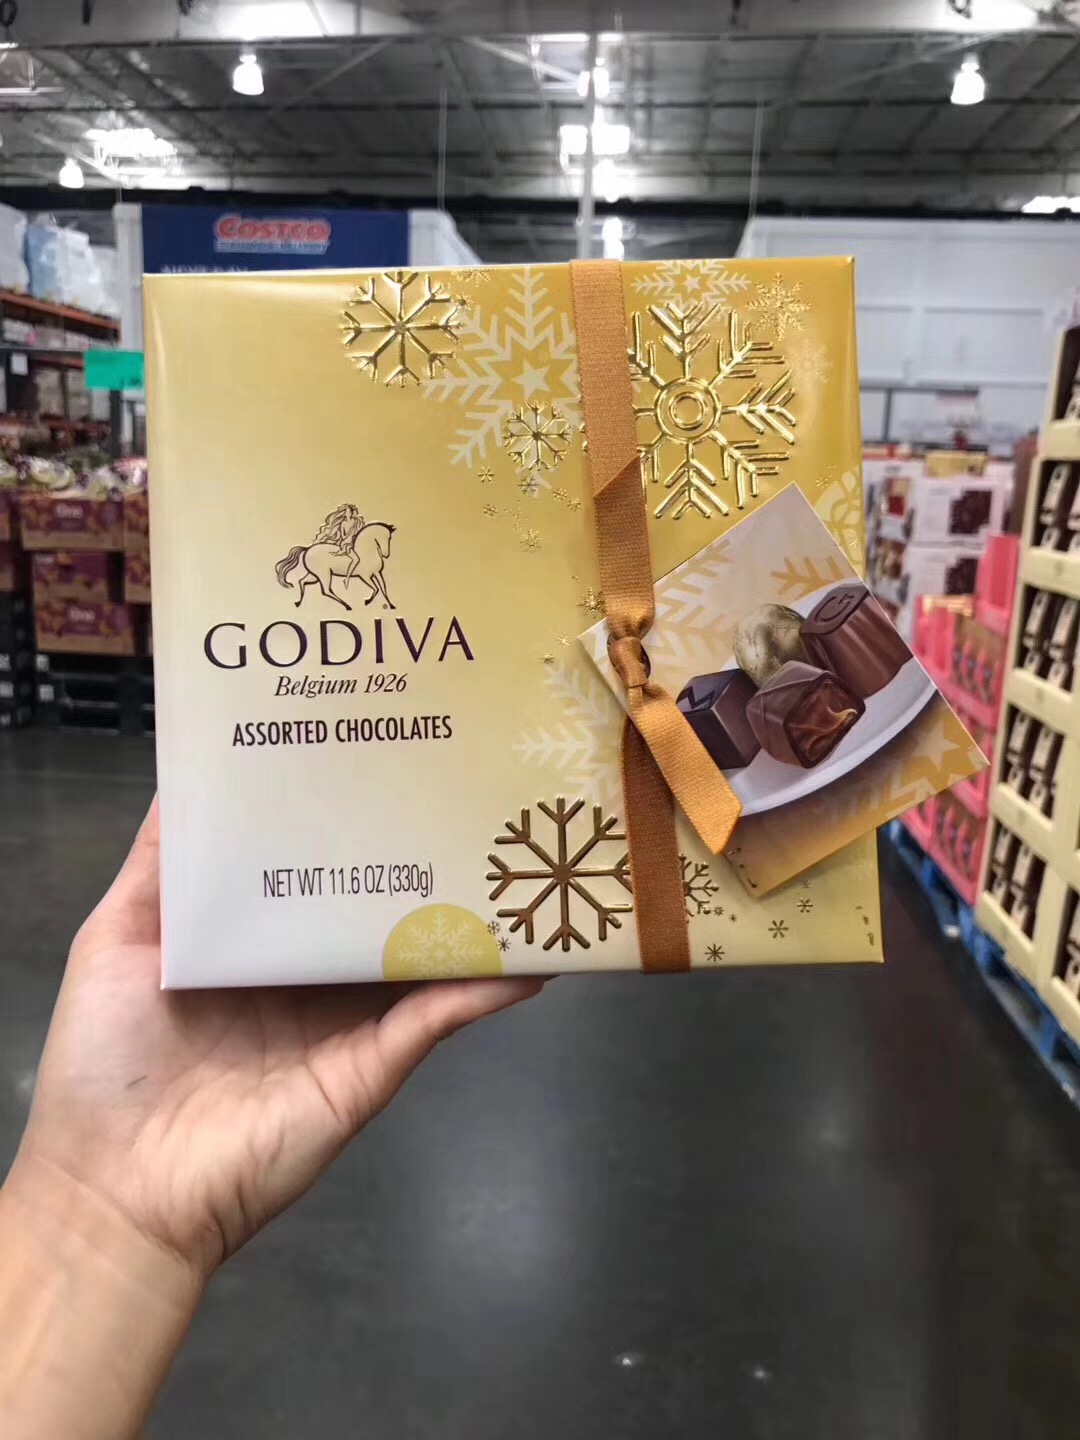 COSTCO
GODIVA
Belgium 1926
ASSORTED CHOCOLATES
NET WT 11.6 OZ (330g)
G